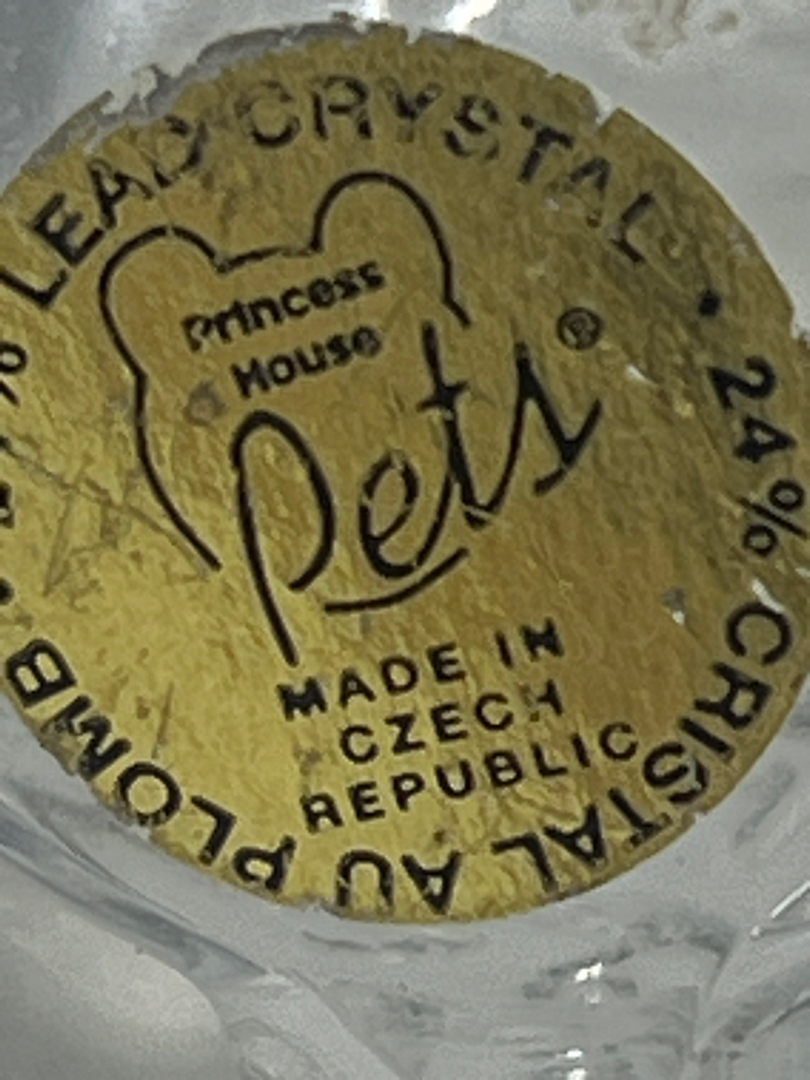 % LEAD CRYSTAL •
24% CRISTAL AU PLOMB •
Princess
House
Pets ®
MADE IN
CZECH
REPUBLIC